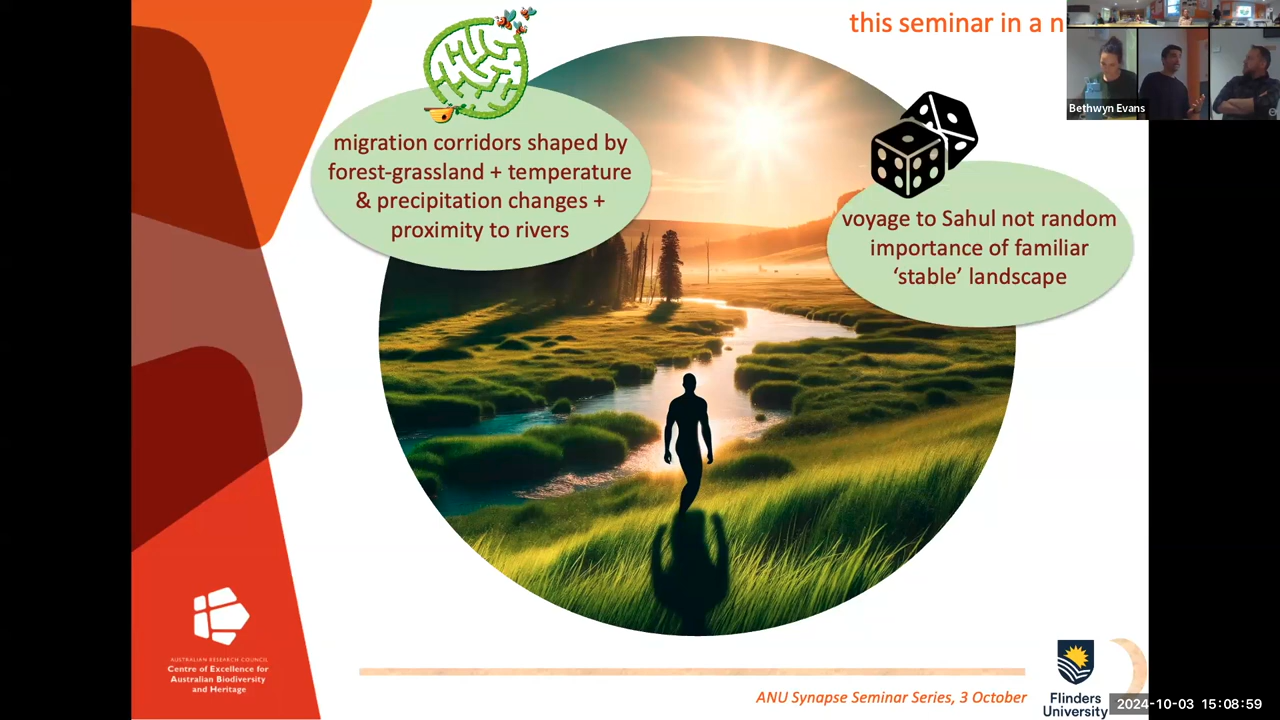 this seminar in a n
Bethwyn Evans
migration corridors shaped by
forest-grassland + temperature
& precipitation changes +
proximity to rivers
voyage to Sahul not random
importance of familiar
‘stable’ landscape
AUSTRALIAN RESEARCH COUNCIL
Centre of Excellence for
Australian Biodiversity
and Heritage
ANU Synapse Seminar Series, 3 October
Flinders
University
2024-10-03 15:08:59